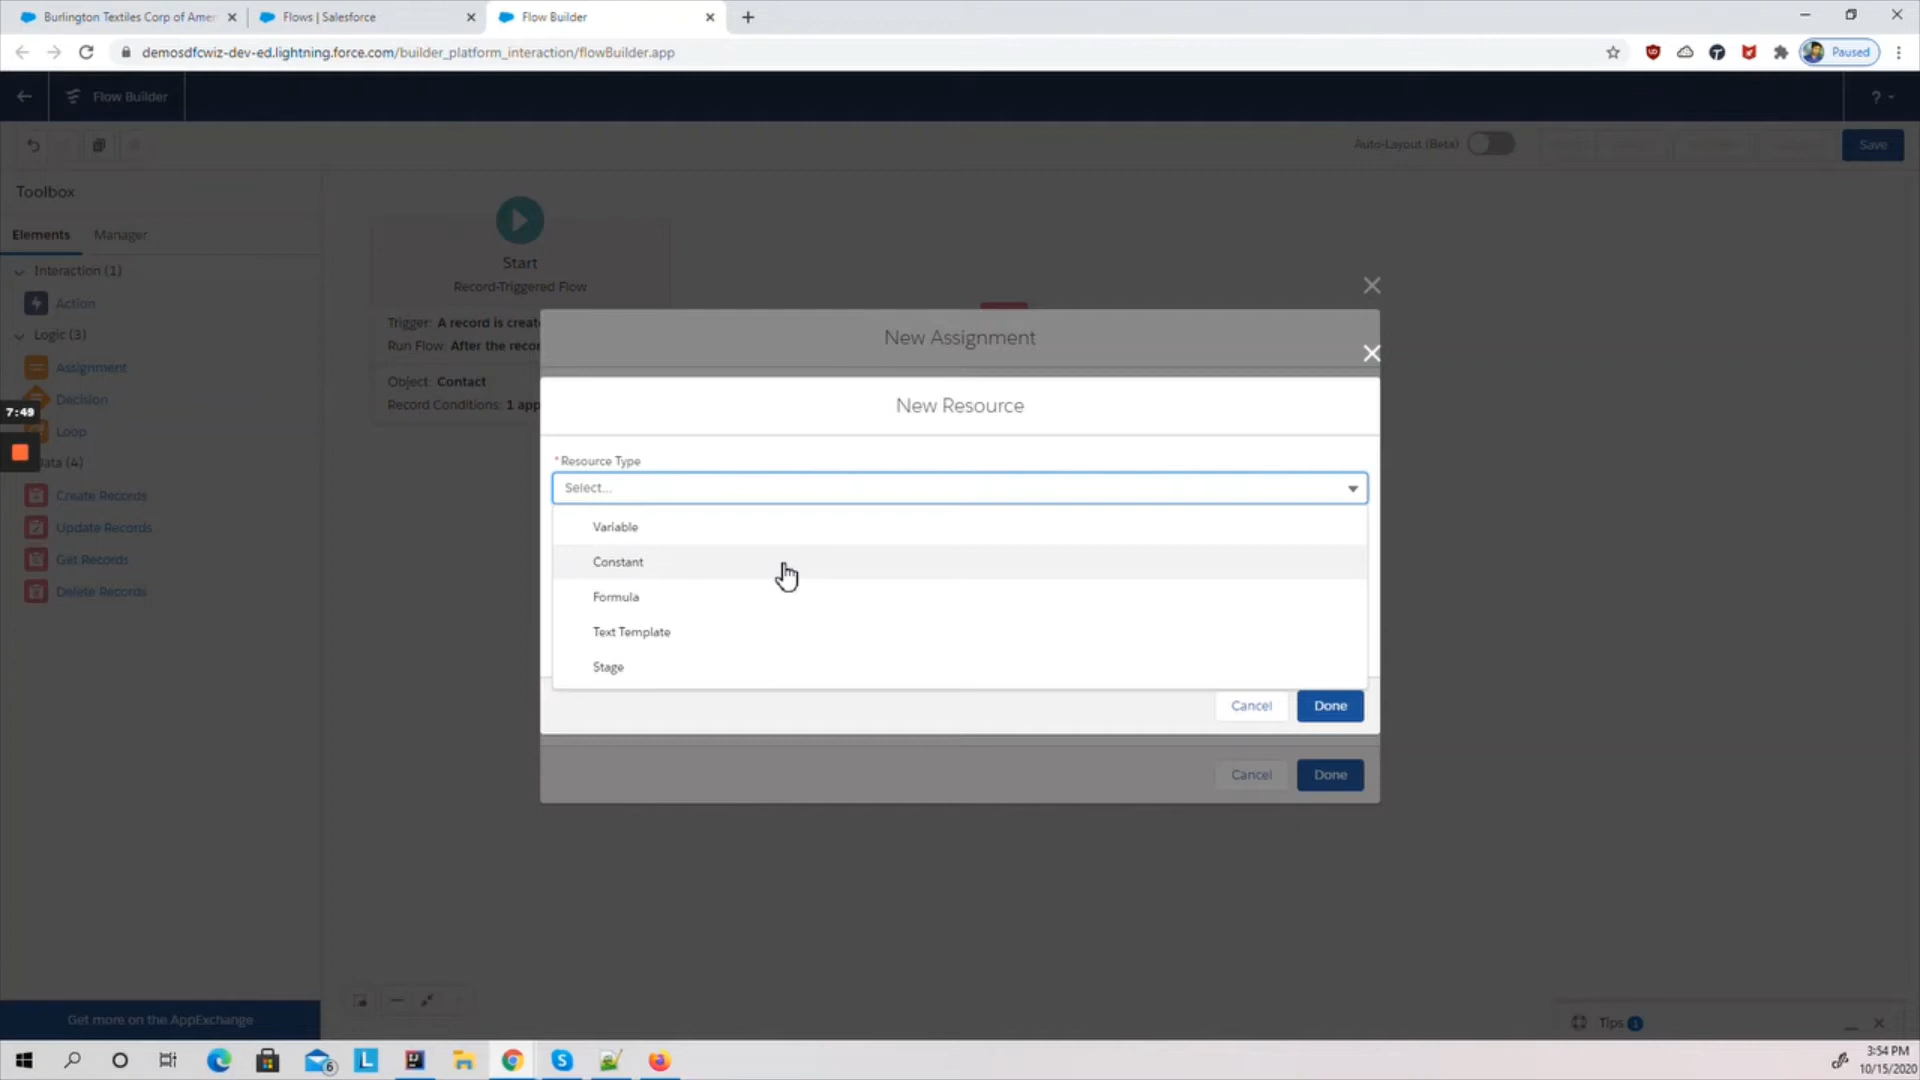 Burlington Textiles Corp of Amer
Flows | Salesforce
Flow Builder
demosdfcwiz-dev-ed.lightning.force.com/builder_platform_interaction/flowBuilder.app
Paused
Flow Builder
?
Auto-Layout (Beta)
Save
Toolbox
Elements
Manager
Interaction (1)
Action
Logic (3)
Assignment
Decision
Loop
Data (4)
Create Records
Update Records
Get Records
Delete Records
7:49
Start
Record-Triggered Flow
Trigger: A record is creat
Run Flow: After the recor
Object: Contact
Record Conditions: 1 app
New Assignment
New Resource
* Resource Type
Select...
Variable
Constant
Formula
Text Template
Stage
Cancel
Done
Cancel
Done
Get more on the AppExchange
Tips 1
6
3:54 PM
10/15/2020